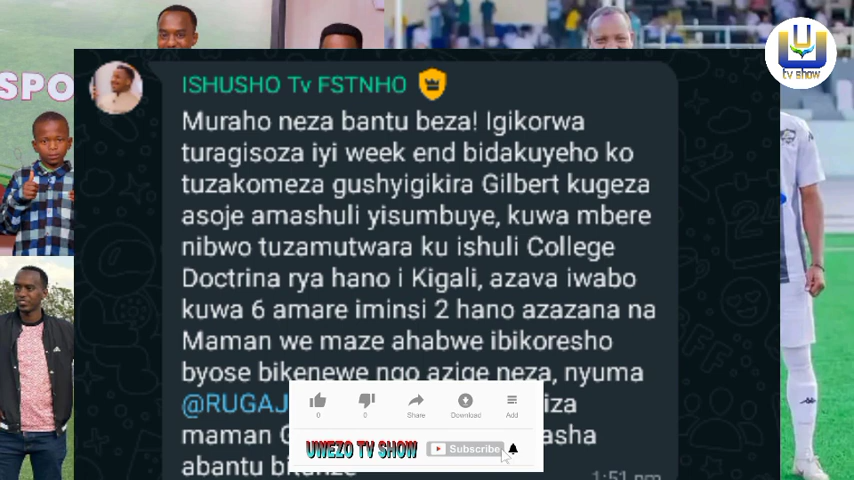 SPO
tv show
ISHUSHO Tv FSTNHO
Muraho neza bantu beza! Igikorwa
turagisoza iyi week end bidakuyeho ko
tuzakomeza gushyigikira Gilbert kugeza
asoje amashuli yisumbuye, kuwa mbere
nibwo tuzamutwara ku ishuli College
Doctrina rya hano i Kigali, azava iwabo
kuwa 6 amare iminsi 2 hano azazana na
Maman we maze ahabwe ibikoresho
byose bikenewe ngo azige neza, nyuma
@RUGAJ iza
maman G asha
abantu
1:51 pm
0 0 Share Download Add
UWEZO TV SHOW Subscribe